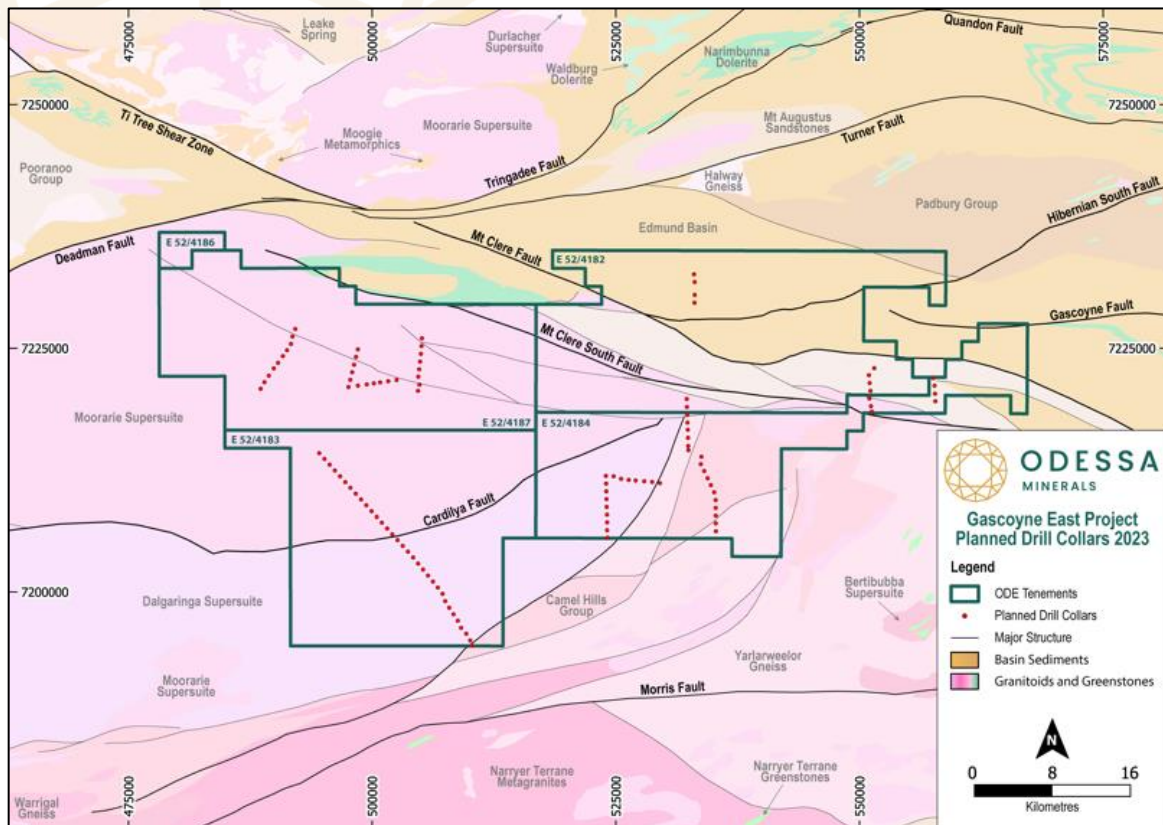 475000
500000
525000
550000
575000
Leake
Spring
Durlacher
Supersuite
Waldburg
Dolerite
Narimbunna
Dolerite
Quandon Fault
7250000
7250000
Ti Tree Shear Zone
Moogie
Metamorphics
Moorarie Supersuite
Mt Augustus
Sandstones
Turner Fault
Pooranoo
Group
Tringadee Fault
Halway
Gneiss
Padbury Group
Hibernian South Fault
Deadman Fault
E 52/4186
Mt Clere Fault
Edmund Basin
E 52/4182
Gascoyne Fault
Mt Clere South Fault
7225000
7225000
Moorarie Supersuite
E 52/4187
E 52/4184
E 52/4183
Cardilya Fault
7200000
Dalgaringa Supersuite
Camel Hills
Group
Bertibubba
Supersuite
Yarlarweelor
Gneiss
Moorarie
Supersuite
Morris Fault
Narryer Terrane
Metagranites
Narryer Terrane
Greenstones
Warrigal
Gneiss
475000
500000
525000
550000
ODESSA
MINERALS
Gascoyne East Project
Planned Drill Collars 2023
Legend
ODE Tenements
Planned Drill Collars
Major Structure
Basin Sediments
Granitoids and Greenstones
N
0 8 16
Kilometres